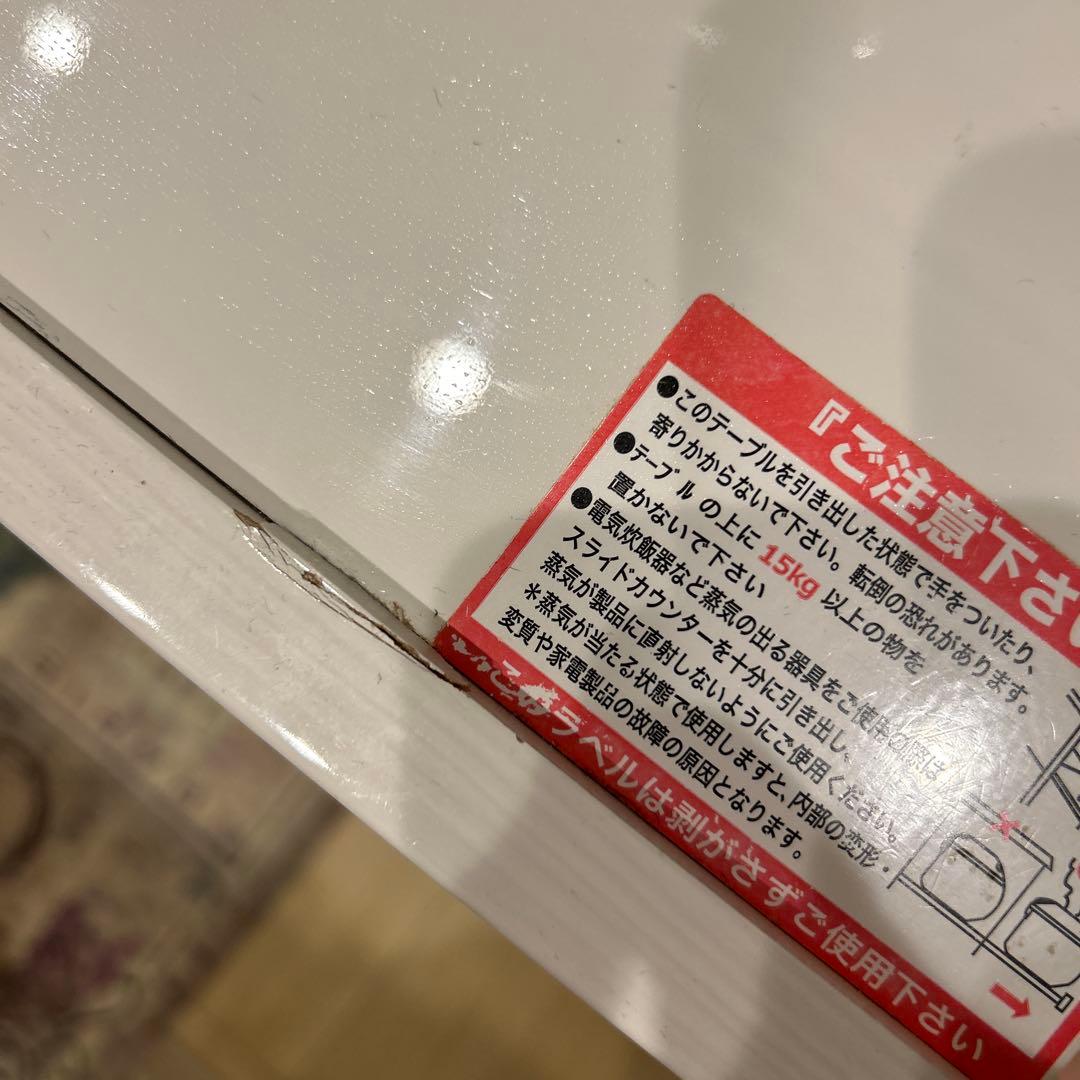 『ご注意下さい
●このテーブルを引き出した状態で手をついたり、
寄りかからないで下さい。転倒の恐れがあります。
●テーブルの上に 15kg 以上の物を
置かないで下さい
●電気炊飯器など蒸気の出る器具をご使用の際は
スライドカウンターを十分に引き出し、
蒸気が製品に直射しないようにご使用ください。
＊蒸気が当たる状態で使用しますと、内部の変形・
変質や家電製品の故障の原因となります。
ラベルは剥がさずご使用下さい